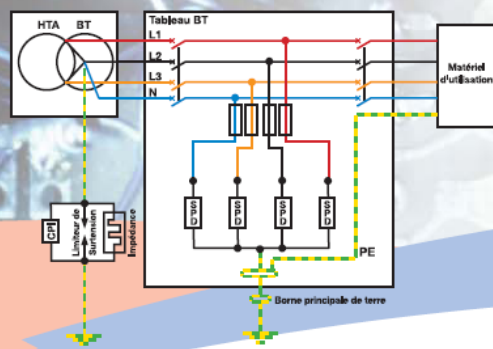 HTA
BT
Tableau BT
L1
L2
L3
N
Matériel
d'utilisation
SPD
SPD
SPD
SPD
CPI
Limiteur de
Surtension
Impédance
PE
Borne principale de terre